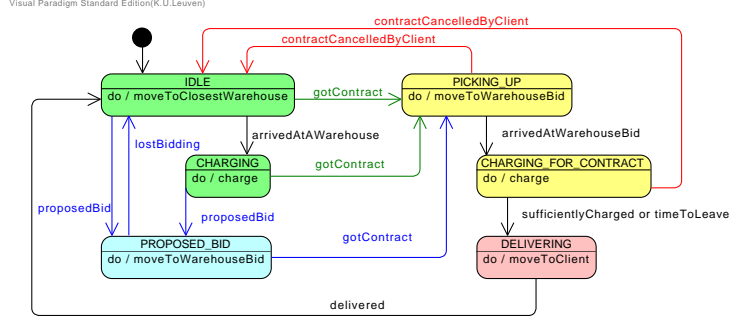 Visual Paradigm Standard Edition(K.U.Leuven)
contractCancelledByClient
contractCancelledByClient
IDLE
do / moveToClosestWarehouse
gotContract
PICKING_UP
do / moveToWarehouseBid
lostBidding
arrivedAtAWarehouse
arrivedAtWarehouseBid
CHARGING
do / charge
gotContract
CHARGING_FOR_CONTRACT
do / charge
proposedBid
proposedBid
sufficientlyCharged or timeToLeave
PROPOSED_BID
do / moveToWarehouseBid
gotContract
DELIVERING
do / moveToClient
delivered